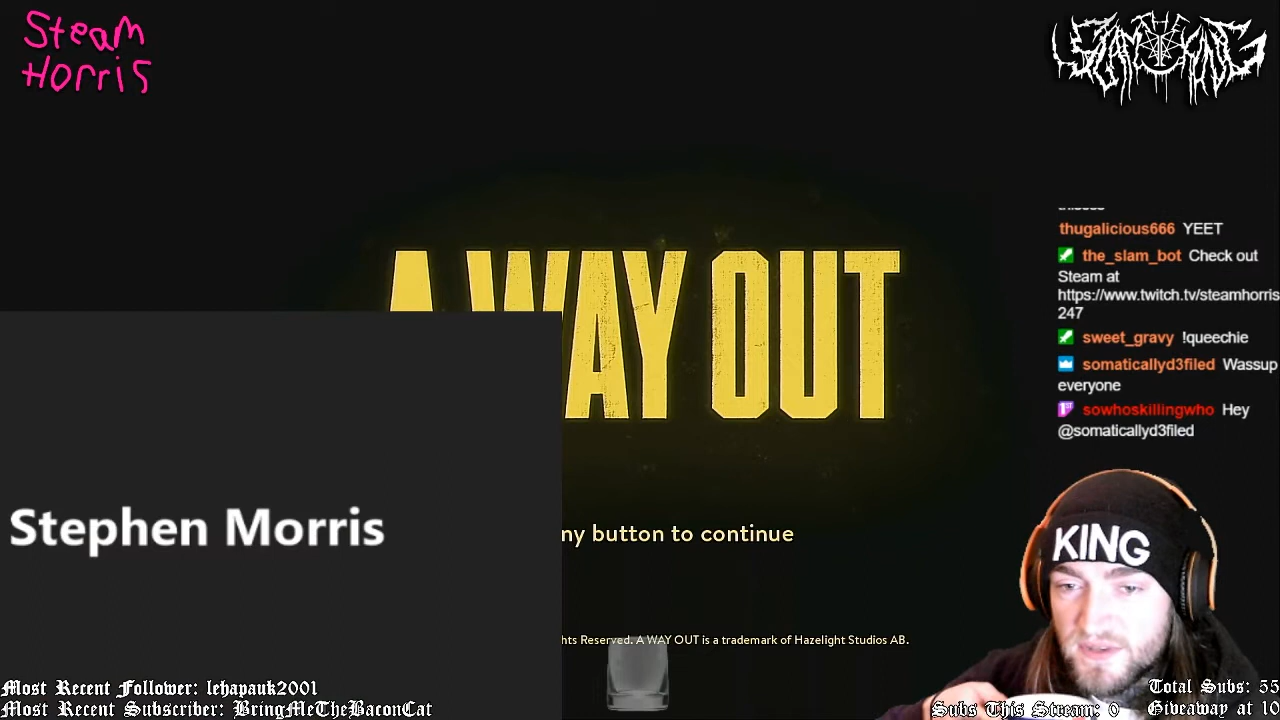 Steam
Horris
THE
SLAM KING
thugalicious666 YEET
the_slam_bot Check out
Steam at
https://www.twitch.tv/steamhorris
247
sweet_gravy !queechie
somaticallyd3filed Wassup
everyone
sowhoskillingwho Hey
@somaticallyd3filed
A WAY OUT
Stephen Morris
ny button to continue
KING
hts Reserved. A WAY OUT is a trademark of Hazelight Studios AB.
Most Recent Follower: lehapauk2001
Most Recent Subscriber: BringMeTheBaconCat
Total Subs: 55
Subs This Stream: 0 Giveaway at 10